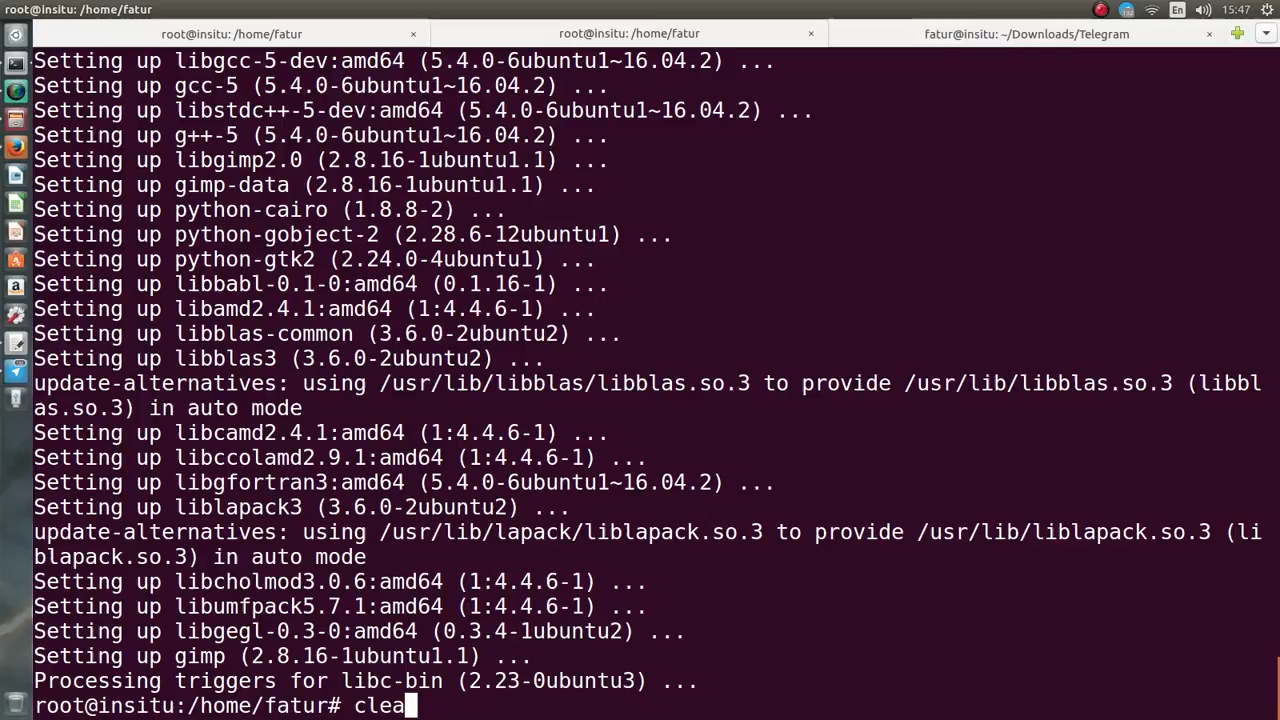 root@insitu: /home/fatur
En
15:47
root@insitu: /home/fatur × root@insitu: /home/fatur × fatur@insitu: ~/Downloads/Telegram ×
Setting up libgcc-5-dev:amd64 (5.4.0-6ubuntu1~16.04.2) ...
Setting up gcc-5 (5.4.0-6ubuntu1~16.04.2) ...
Setting up libstdc++-5-dev:amd64 (5.4.0-6ubuntu1~16.04.2) ...
Setting up g++-5 (5.4.0-6ubuntu1~16.04.2) ...
Setting up libgimp2.0 (2.8.16-1ubuntu1.1) ...
Setting up gimp-data (2.8.16-1ubuntu1.1) ...
Setting up python-cairo (1.8.8-2) ...
Setting up python-gobject-2 (2.28.6-12ubuntu1) ...
Setting up python-gtk2 (2.24.0-4ubuntu1) ...
Setting up libbabl-0.1-0:amd64 (0.1.16-1) ...
Setting up libamd2.4.1:amd64 (1:4.4.6-1) ...
Setting up libblas-common (3.6.0-2ubuntu2) ...
Setting up libblas3 (3.6.0-2ubuntu2) ...
update-alternatives: using /usr/lib/libblas/libblas.so.3 to provide /usr/lib/libblas.so.3 (libbl
as.so.3) in auto mode
Setting up libcamd2.4.1:amd64 (1:4.4.6-1) ...
Setting up libccolamd2.9.1:amd64 (1:4.4.6-1) ...
Setting up libgfortran3:amd64 (5.4.0-6ubuntu1~16.04.2) ...
Setting up liblapack3 (3.6.0-2ubuntu2) ...
update-alternatives: using /usr/lib/lapack/liblapack.so.3 to provide /usr/lib/liblapack.so.3 (li
blapack.so.3) in auto mode
Setting up libcholmod3.0.6:amd64 (1:4.4.6-1) ...
Setting up libumfpack5.7.1:amd64 (1:4.4.6-1) ...
Setting up libgegl-0.3-0:amd64 (0.3.4-1ubuntu2) ...
Setting up gimp (2.8.16-1ubuntu1.1) ...
Processing triggers for libc-bin (2.23-0ubuntu3) ...
root@insitu:/home/fatur# clea